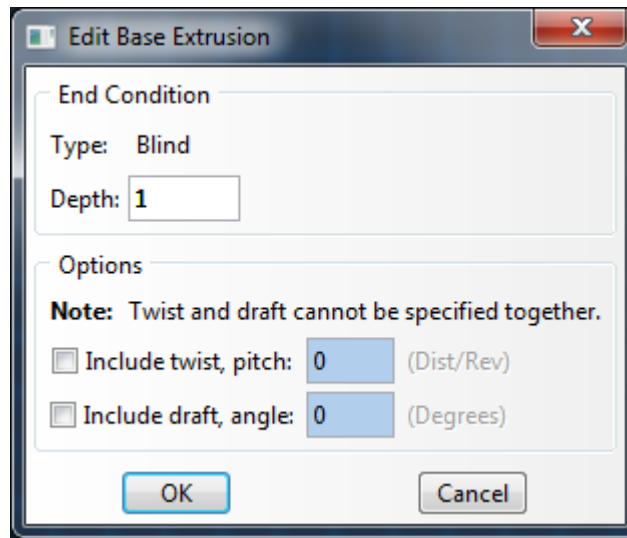 Edit Base Extrusion
End Condition
Type: Blind
Depth: 1
Options
Note: Twist and draft cannot be specified together.
Include twist, pitch: 0 (Dist/Rev)
Include draft, angle: 0 (Degrees)
OK Cancel